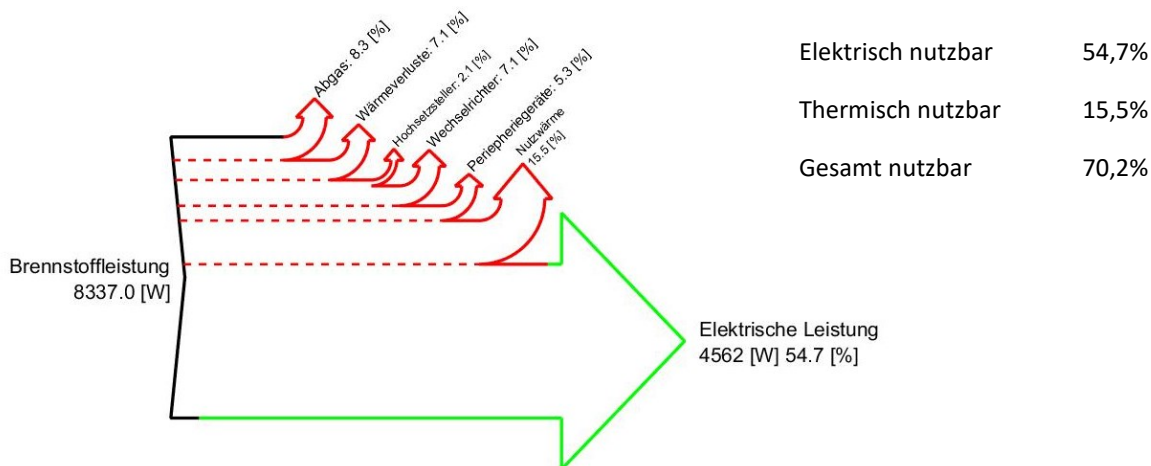 Abgas: 8.3 [%]
Wärmeverluste: 7.1 [%]
Hochsetzsteller: 2.1 [%]
Wechselrichter: 7.1 [%]
Periepheriegeräte: 5.3 [%]
Nutzwärme
15.5 [%]
Brennstoffleistung
8337.0 [W]
Elektrische Leistung
4562 [W] 54.7 [%]
Elektrisch nutzbar 54,7%
Thermisch nutzbar 15,5%
Gesamt nutzbar 70,2%